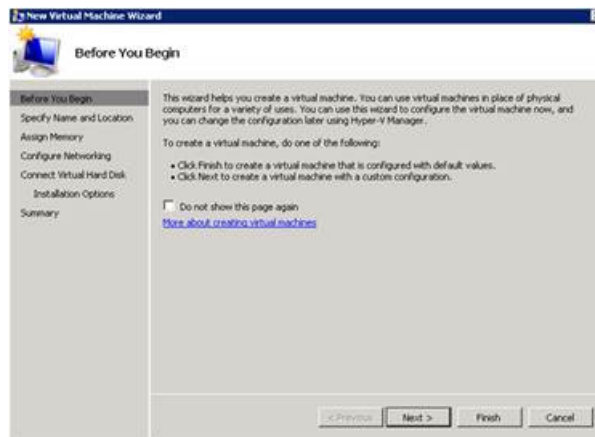 New Virtual Machine Wizard
Before You Begin
Before You Begin
Specify Name and Location
Assign Memory
Configure Networking
Connect Virtual Hard Disk
Installation Options
Summary
This wizard helps you create a virtual machine. You can use virtual machines in place of physical
computers for a variety of uses. You can use this wizard to configure the virtual machine now, and
you can change the configuration later using Hyper-V Manager.
To create a virtual machine, do one of the following:
• Click Finish to create a virtual machine that is configured with default values.
• Click Next to create a virtual machine with a custom configuration.
Do not show this page again
More about creating virtual machines
< Previous Next > Finish Cancel